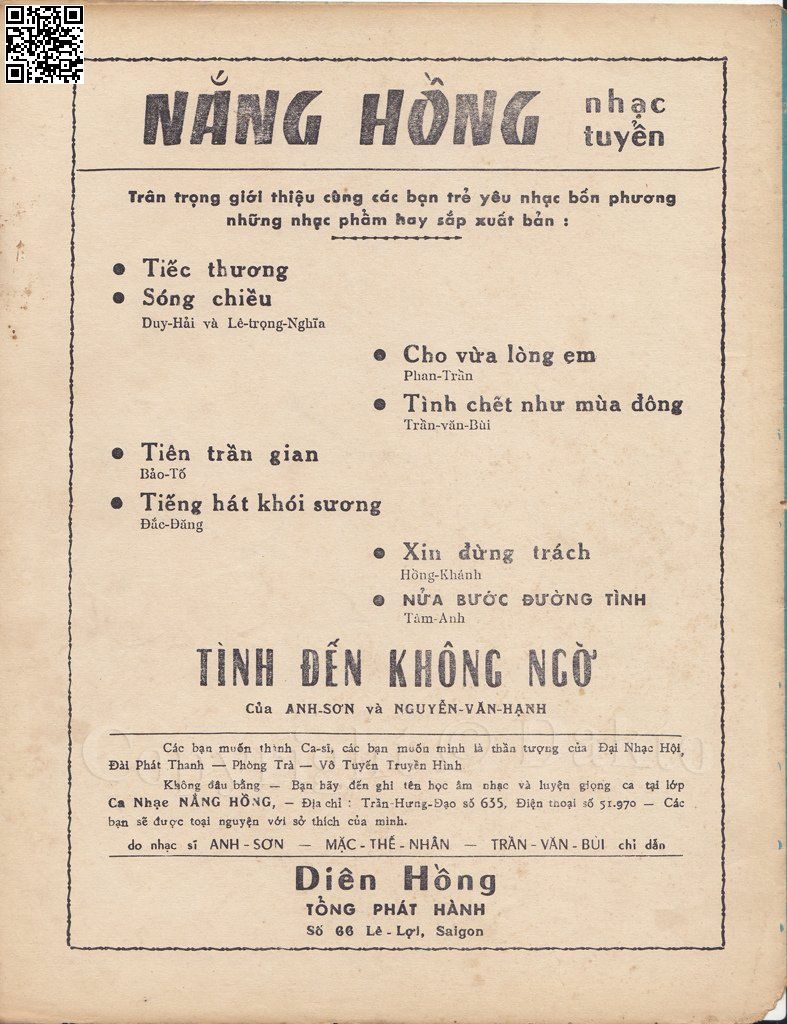 NẮNG HỒNG nhạc
tuyển
Trân trọng giới thiệu cùng các bạn trẻ yêu nhạc bốn phương
những nhạc phẩm hay sắp xuất bản :
● Tiếc thương
● Sóng chiều
Duy-Hải và Lê-trọng-Nghĩa
● Cho vừa lòng em
Phan-Trần
● Tình chết như mùa đông
Trần-văn-Bùi
● Tiên trần gian
Bảo-Tố
● Tiếng hát khói sương
Đắc-Đăng
● Xin đừng trách
Hồng-Khánh
● NỬA BƯỚC ĐƯỜNG TÌNH
Tâm-Anh
TÌNH ĐẾN KHÔNG NGỜ
Của ANH-SƠN và NGUYỄN-VĂN-HẠNH
Các bạn muốn thành Ca-sĩ, các bạn muốn mình là thần tượng của Đại Nhạc Hội,
Đài Phát Thanh — Phòng Trà — Vô Tuyến Truyền Hình
Không đâu bằng — Bạn hãy đến ghi tên học âm nhạc và luyện giọng ca tại lớp
Ca Nhạc NẮNG HỒNG, — Địa chỉ : Trần-Hưng-Đạo số 635, Điện thoại số 51.970 — Các
bạn sẽ được toại nguyện với sở thích của mình.
do nhạc sĩ ANH-SƠN — MẶC-THẾ-NHÂN — TRẦN-VĂN-BÙI chỉ dẫn
Diên Hồng
TỔNG PHÁT HÀNH
Số 66 Lê-Lợi, Saigon